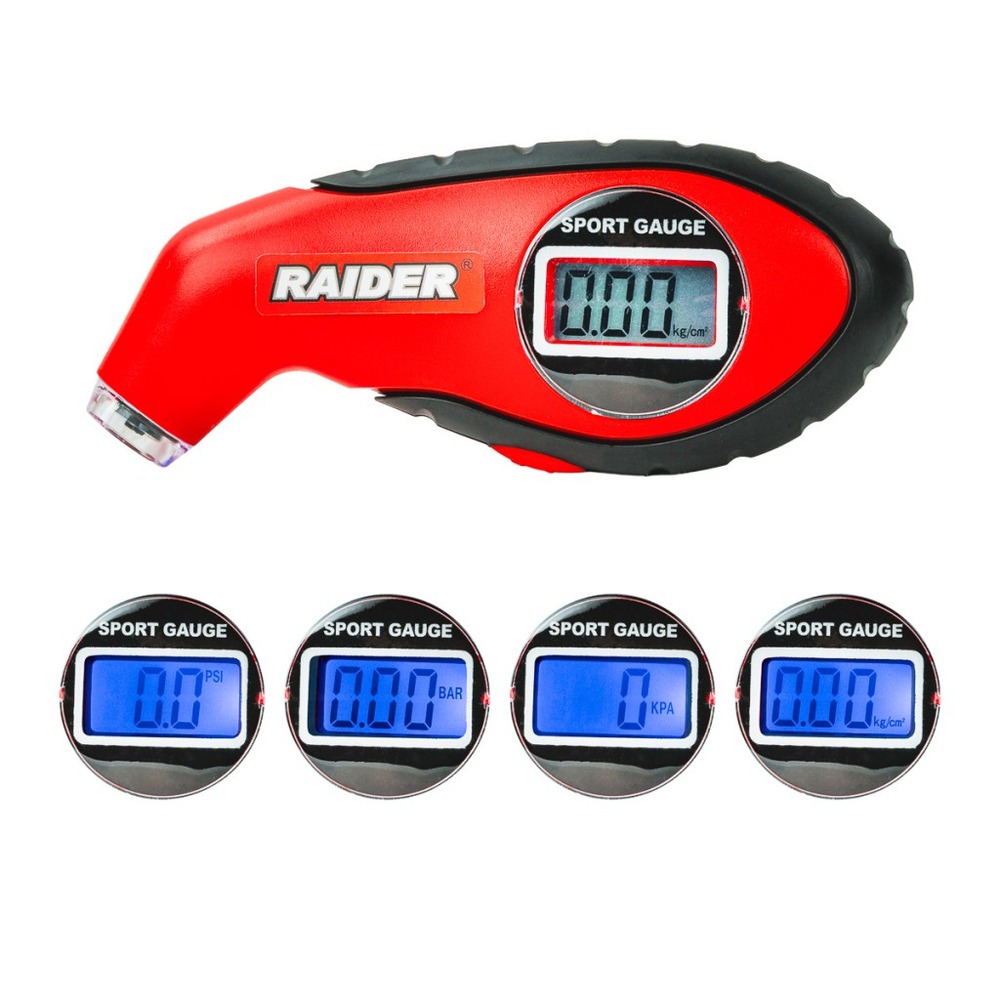 SPORT GAUGE
RAIDER®
0.00 kg/cm²
SPORT GAUGE
0.0 PSI
SPORT GAUGE
0.00 BAR
SPORT GAUGE
0 KPA
SPORT GAUGE
0.00 kg/cm²